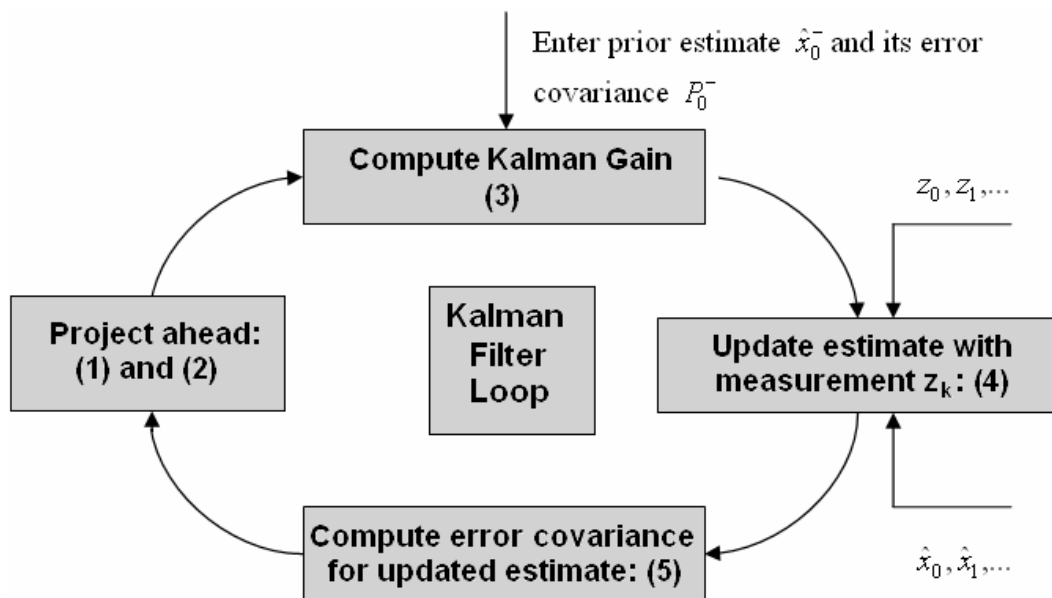 Enter prior estimate x̂₀⁻ and its error
covariance P₀⁻
Compute Kalman Gain
(3)
z₀, z₁,...
Project ahead:
(1) and (2)
Kalman
Filter
Loop
Update estimate with
measurement zₖ: (4)
Compute error covariance
for updated estimate: (5)
x̂₀, x̂₁,...